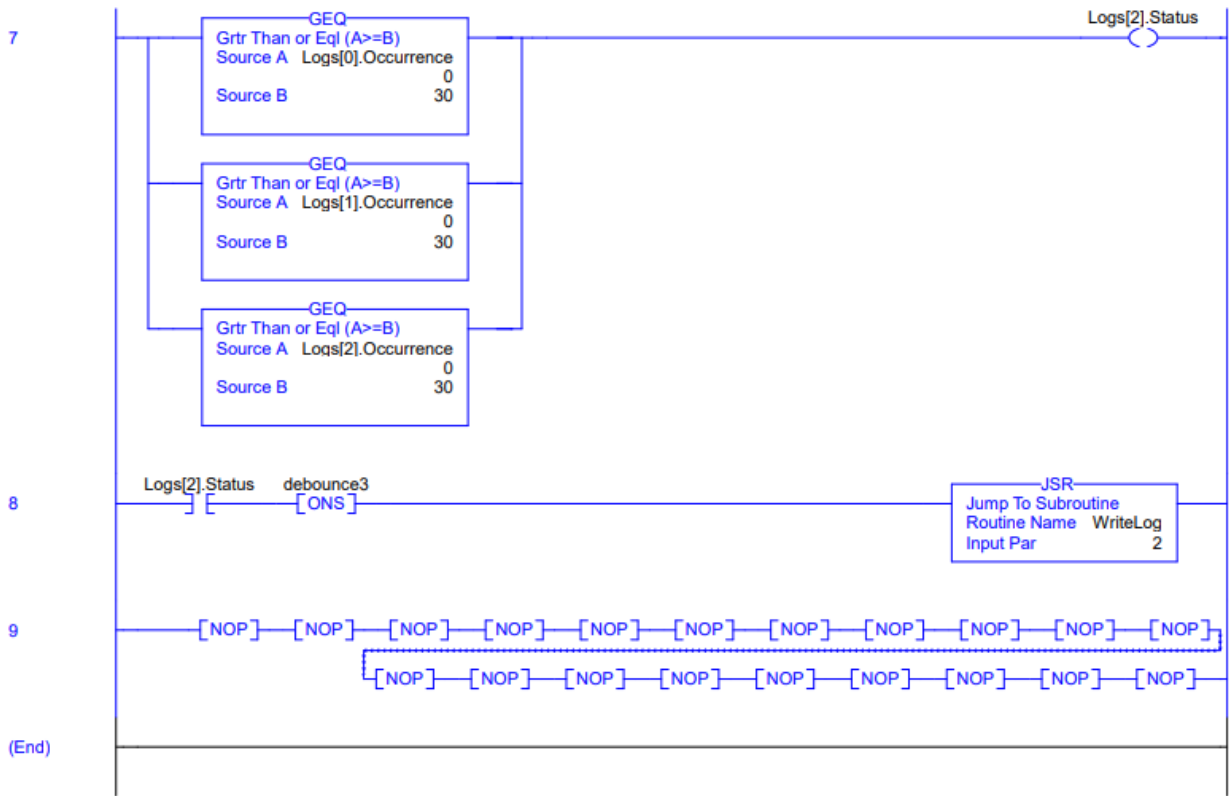 Logs[2].Status
7
GEQ
Grtr Than or Eql (A>=B)
Source A Logs[0].Occurrence
0
Source B 30
GEQ
Grtr Than or Eql (A>=B)
Source A Logs[1].Occurrence
0
Source B 30
GEQ
Grtr Than or Eql (A>=B)
Source A Logs[2].Occurrence
0
Source B 30
Logs[2].Status debounce3
8
ONS
JSR
Jump To Subroutine
Routine Name WriteLog
Input Par 2
9
NOP NOP NOP NOP NOP NOP NOP NOP NOP NOP NOP
NOP NOP NOP NOP NOP NOP NOP NOP NOP
(End)